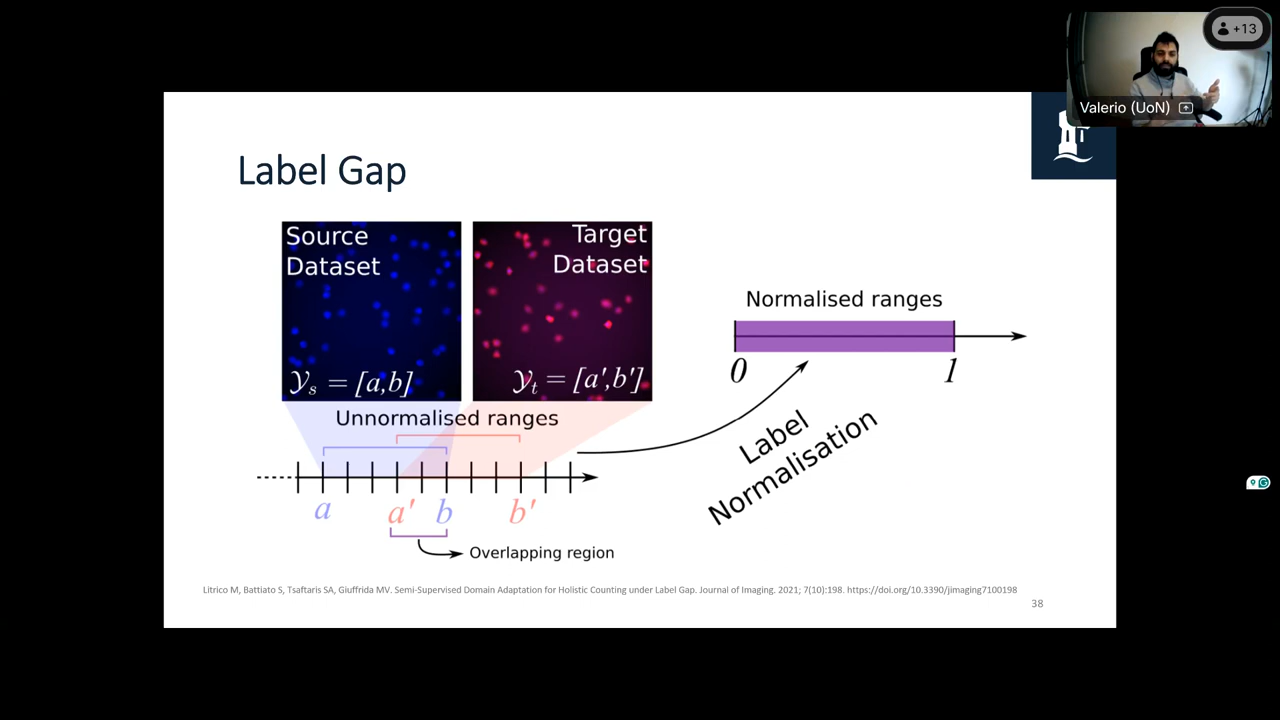 +13
Valerio (UoN)
Label Gap
Source
Dataset
𝒴s = [a,b]
Target
Dataset
𝒴t = [a',b']
Unnormalised ranges
a
a'
b
b'
Overlapping region
Normalised ranges
0
1
Label
Normalisation
Litrico M, Battiato S, Tsaftaris SA, Giuffrida MV. Semi-Supervised Domain Adaptation for Holistic Counting under Label Gap. Journal of Imaging. 2021; 7(10):198. https://doi.org/10.3390/jimaging7100198
38